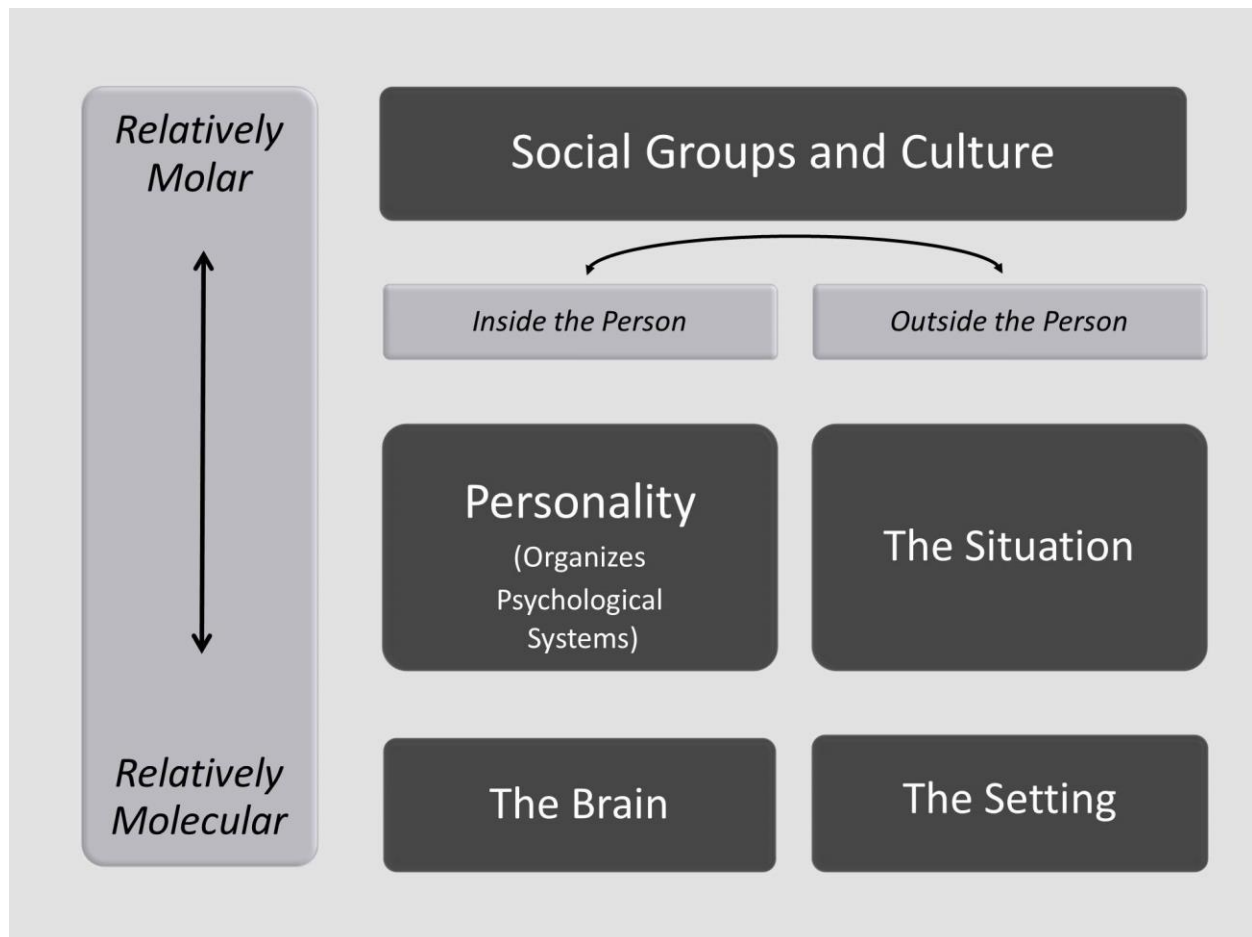 Relatively
Molar
Relatively
Molecular
Social Groups and Culture
Inside the Person
Outside the Person
Personality
(Organizes
Psychological
Systems)
The Situation
The Brain
The Setting